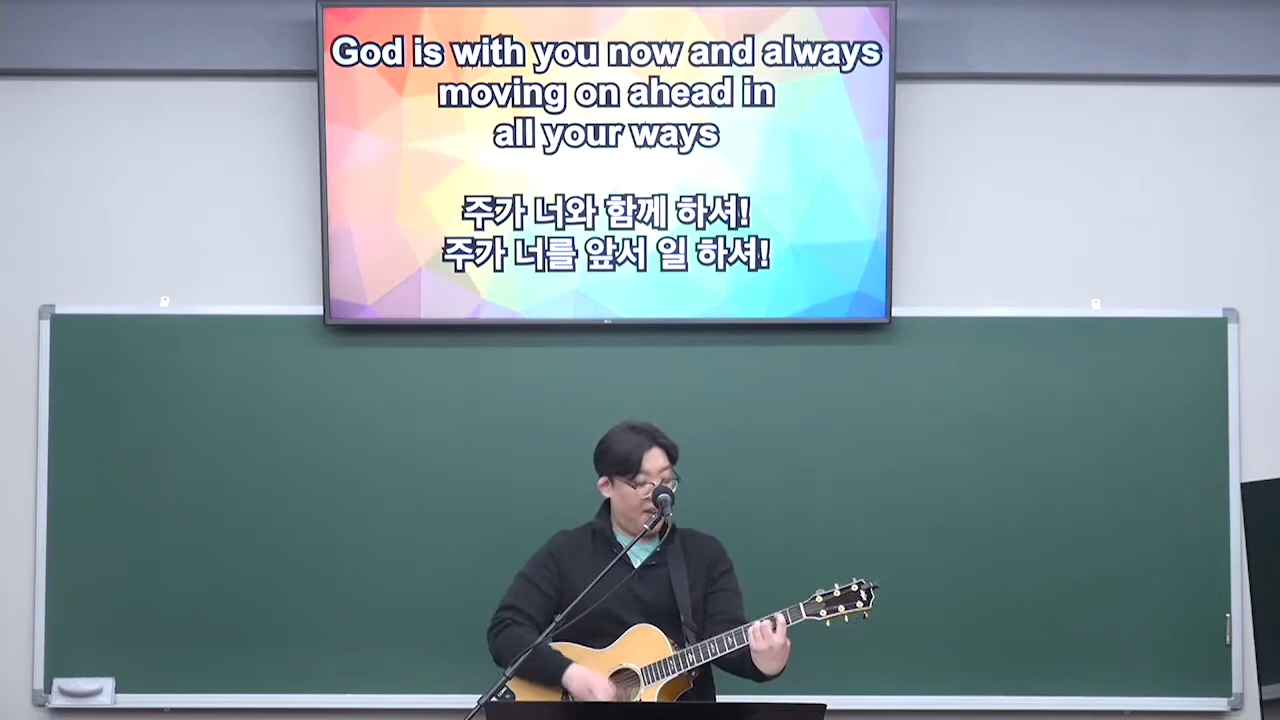 God is with you now and always
moving on ahead in
all your ways
주가 너와 함께 하셔!
주가 너를 앞서 일 하셔!